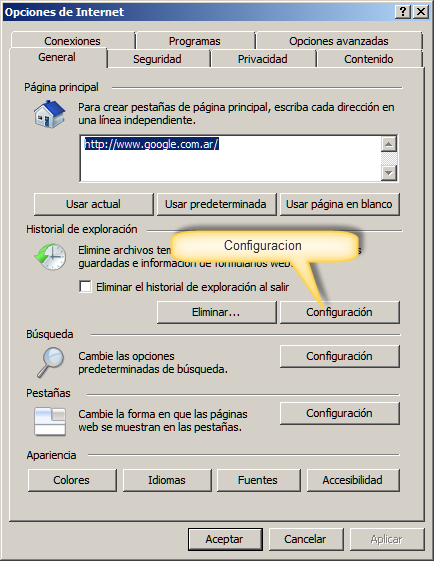 Opciones de Internet
Conexiones Programas Opciones avanzadas
General Seguridad Privacidad Contenido
Página principal
Para crear pestañas de página principal, escriba cada dirección en
una línea independiente.
http://www.google.com.ar/
Usar actual Usar predeterminada Usar página en blanco
Historial de exploración
Configuracion
Elimine archivos
guardadas e información de formularios web.
Eliminar el historial de exploración al salir
Eliminar... Configuración
Búsqueda
Cambie las opciones Configuración
predeterminadas de búsqueda.
Pestañas
Cambie la forma en que las páginas Configuración
web se muestran en las pestañas.
Apariencia
Colores Idiomas Fuentes Accesibilidad
Aceptar Cancelar Aplicar